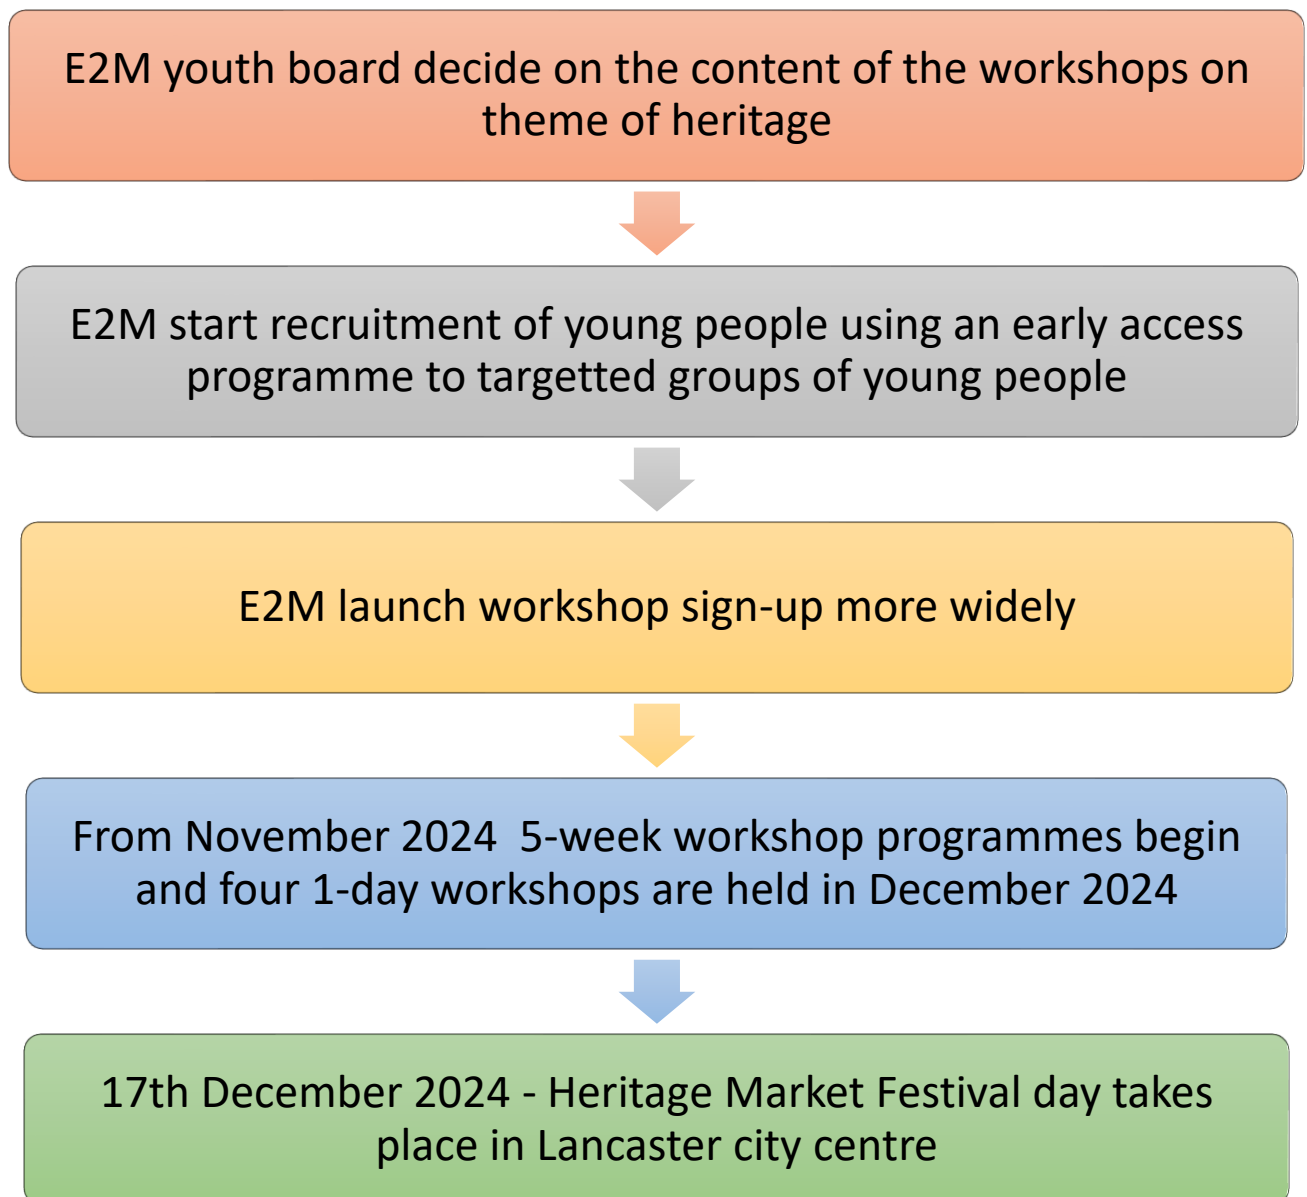 E2M youth board decide on the content of the workshops on
theme of heritage
E2M start recruitment of young people using an early access
programme to targetted groups of young people
E2M launch workshop sign-up more widely
From November 2024  5-week workshop programmes begin
and four 1-day workshops are held in December 2024
17th December 2024 - Heritage Market Festival day takes
place in Lancaster city centre